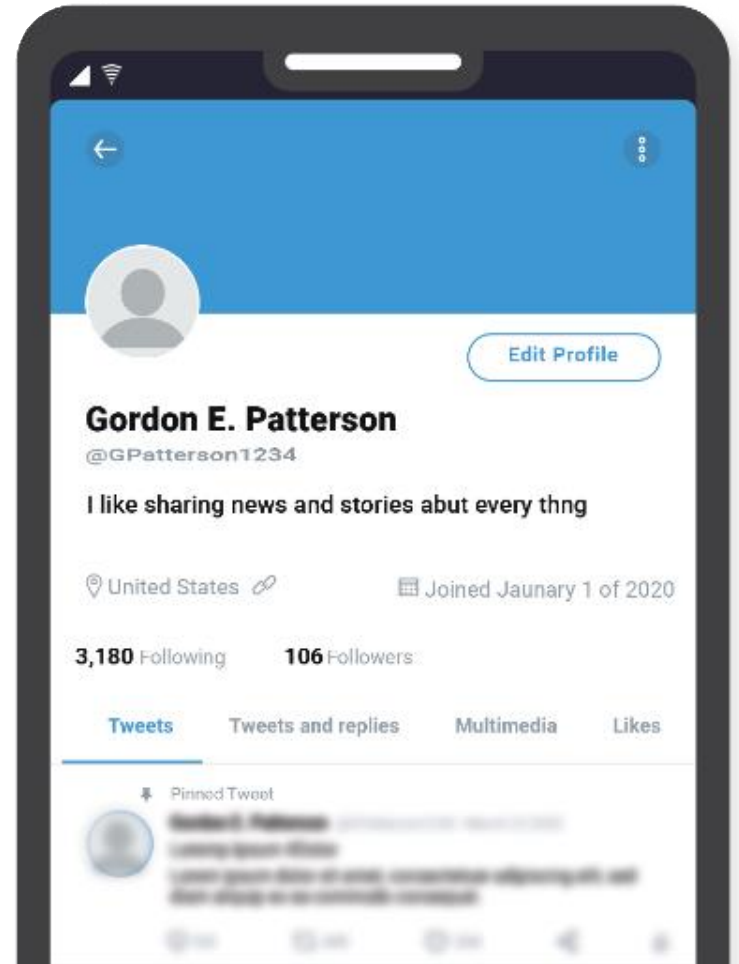 Edit Profile
Gordon E. Patterson
@GPatterson1234
I like sharing news and stories abut every thng
United States
Joined Jaunary 1 of 2020
3,180 Following 106 Followers
Tweets Tweets and replies Multimedia Likes
Pinned Tweet